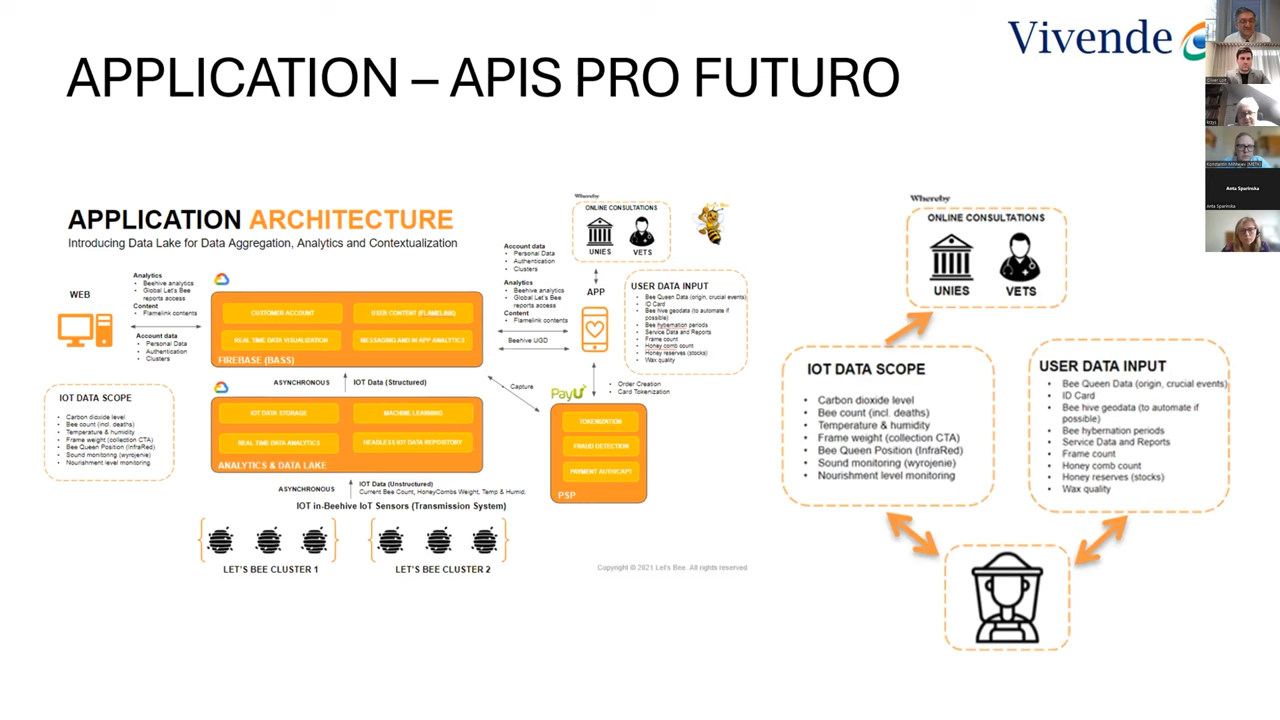 Vivende
APPLICATION – APIS PRO FUTURO
APPLICATION ARCHITECTURE
Introducing Data Lake for Data Aggregation, Analytics and Contextualization
WEB
Analytics
• Beehive analytics
• Global Let's Bee
reports access
Content
• Flamelink contents
Account data
• Personal Data
• Authentication
• Clusters
CUSTOMER ACCOUNT
USER CONTENT (FLAMELINK)
REAL TIME DATA VISUALIZATION
MESSAGING AND IN APP ANALYTICS
FIREBASE (BASS)
ASYNCHRONOUS
IOT Data (Structured)
IOT DATA STORAGE
MACHINE LEARNING
REAL TIME DATA ANALYTICS
HEADLESS IOT DATA REPOSITORY
ANALYTICS & DATA LAKE
ASYNCHRONOUS
IOT Data (Unstructured)
Current Bee Count, HoneyCombs Weight, Temp & Humid.
IOT in-Beehive IoT Sensors (Transmission System)
LET'S BEE CLUSTER 1
LET'S BEE CLUSTER 2
IOT DATA SCOPE
• Carbon dioxide level
• Bee count (incl. deaths)
• Temperature & humidity
• Frame weight (collection CTA)
• Bee Queen Position (InfraRed)
• Sound monitoring (wyrojenie)
• Nourishment level monitoring
Account data
• Personal Data
• Authentication
• Clusters
Analytics
• Beehive analytics
• Global Let's Bee
reports access
Content
• Flamelink contents
Beehive UGD
Capture
Whereby
ONLINE CONSULTATIONS
UNIES
VETS
APP
USER DATA INPUT
• Bee Queen Data (origin, crucial events)
• ID Card
• Bee hive geodata (to automate if
possible)
• Bee hybernation periods
• Service Data and Reports
• Frame count
• Honey comb count
• Honey reserves (stocks)
• Wax quality
• Order Creation
• Card Tokenization
PayU
TOKENIZATION
FRAUD DETECTION
PAYMENT AUTH/CAPT
PSP
Copyright © 2021 Let's Bee. All rights reserved
Whereby
ONLINE CONSULTATIONS
UNIES
VETS
IOT DATA SCOPE
• Carbon dioxide level
• Bee count (incl. deaths)
• Temperature & humidity
• Frame weight (collection CTA)
• Bee Queen Position (InfraRed)
• Sound monitoring (wyrojenie)
• Nourishment level monitoring
USER DATA INPUT
• Bee Queen Data (origin, crucial events)
• ID Card
• Bee hive geodata (to automate if
possible)
• Bee hybernation periods
• Service Data and Reports
• Frame count
• Honey comb count
• Honey reserves (stocks)
• Wax quality
Anta Sparinska
Anta Sparinska